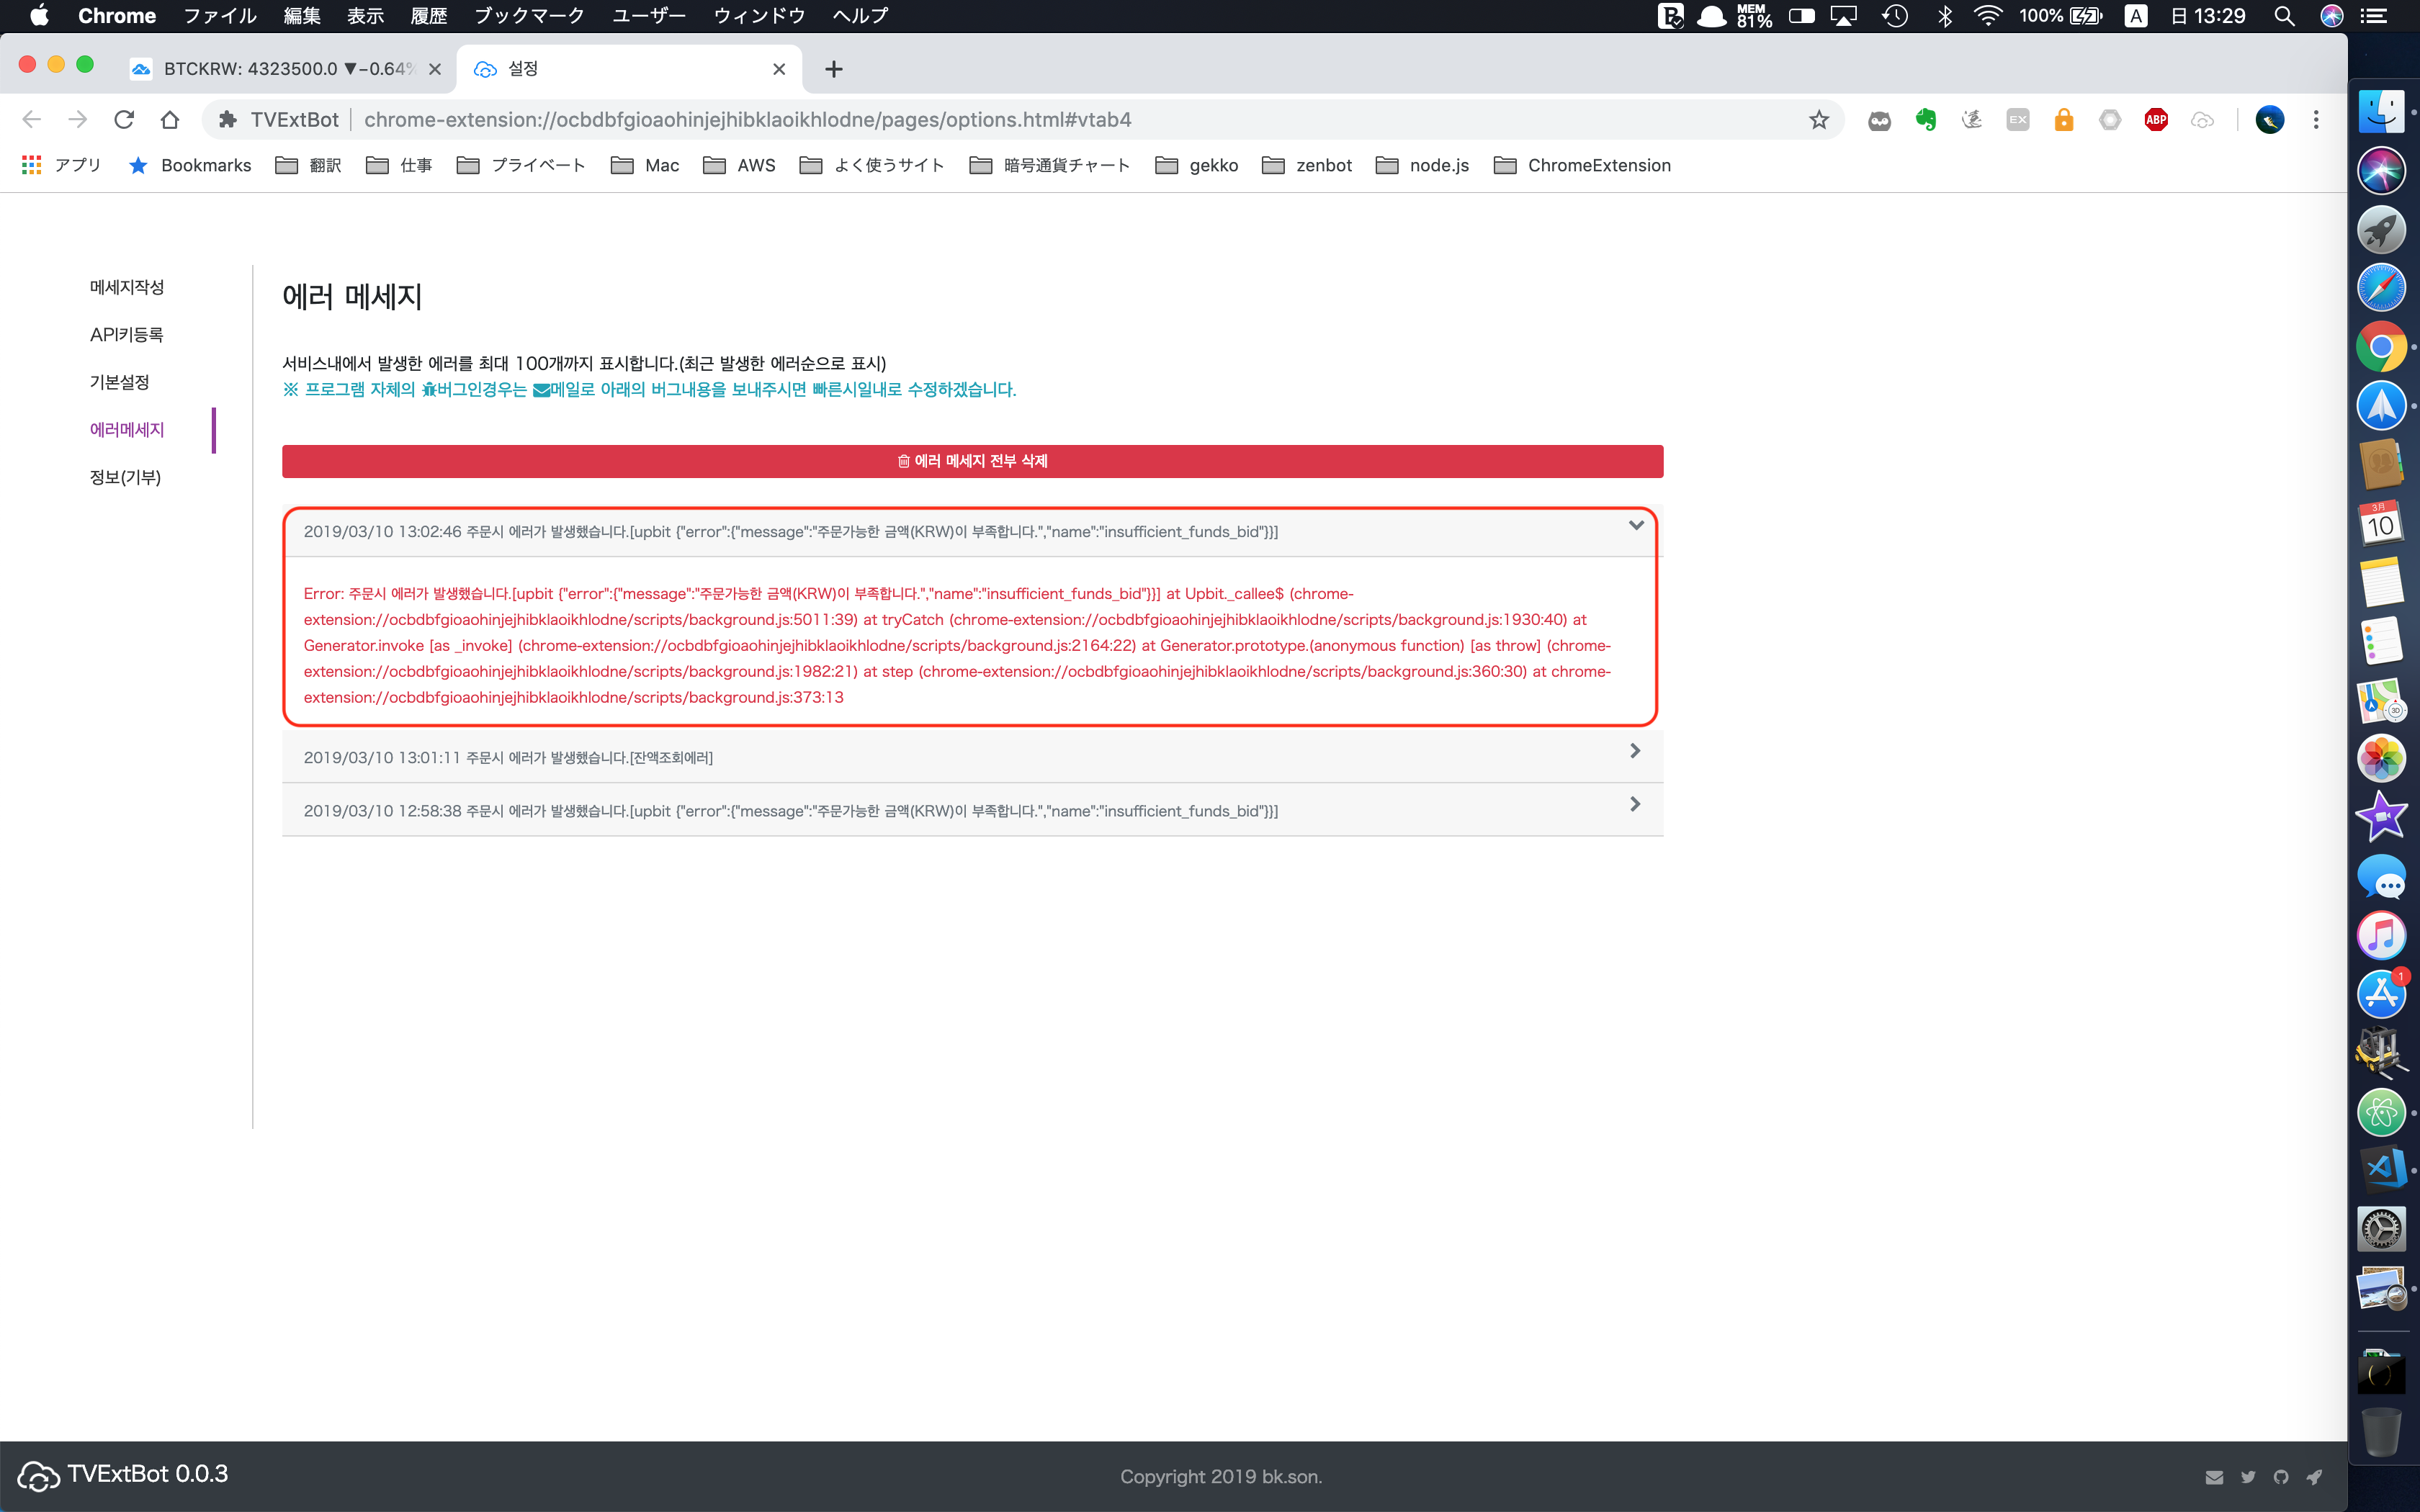 Chrome ファイル 編集 表示 履歴 ブックマーク ユーザー ウィンドウ ヘルプ
MEM 81% 100% A 日 13:29
BTCKRW: 4323500.0 ▼−0.64%
설정
TVExtBot chrome-extension://ocbdbfgioaohinjejhibklaoikhlodne/pages/options.html#vtab4
EX ABP
アプリ Bookmarks 翻訳 仕事 プライベート Mac AWS よく使うサイト 暗号通貨チャート gekko zenbot node.js ChromeExtension
메세지작성
API키등록
기본설정
에러메세지
정보(기부)
에러 메세지
서비스내에서 발생한 에러를 최대 100개까지 표시합니다.(최근 발생한 에러순으로 표시)
※ 프로그램 자체의 버그인경우는 메일로 아래의 버그내용을 보내주시면 빠른시일내로 수정하겠습니다.
에러 메세지 전부 삭제
2019/03/10 13:02:46 주문시 에러가 발생했습니다.[upbit {"error":{"message":"주문가능한 금액(KRW)이 부족합니다.","name":"insufficient_funds_bid"}}]
Error: 주문시 에러가 발생했습니다.[upbit {"error":{"message":"주문가능한 금액(KRW)이 부족합니다.","name":"insufficient_funds_bid"}}] at Upbit._callee$ (chrome-
extension://ocbdbfgioaohinjejhibklaoikhlodne/scripts/background.js:5011:39) at tryCatch (chrome-extension://ocbdbfgioaohinjejhibklaoikhlodne/scripts/background.js:1930:40) at
Generator.invoke [as _invoke] (chrome-extension://ocbdbfgioaohinjejhibklaoikhlodne/scripts/background.js:2164:22) at Generator.prototype.(anonymous function) [as throw] (chrome-
extension://ocbdbfgioaohinjejhibklaoikhlodne/scripts/background.js:1982:21) at step (chrome-extension://ocbdbfgioaohinjejhibklaoikhlodne/scripts/background.js:360:30) at chrome-
extension://ocbdbfgioaohinjejhibklaoikhlodne/scripts/background.js:373:13
2019/03/10 13:01:11 주문시 에러가 발생했습니다.[잔액조회에러]
2019/03/10 12:58:38 주문시 에러가 발생했습니다.[upbit {"error":{"message":"주문가능한 금액(KRW)이 부족합니다.","name":"insufficient_funds_bid"}}]
3月
10
3D
1
TVExtBot 0.0.3
Copyright 2019 bk.son.